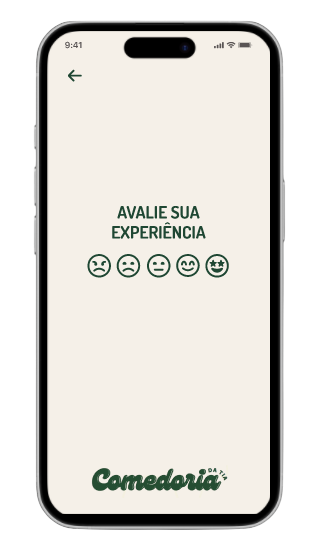 9:41
AVALIE SUA
EXPERIÊNCIA
Comedoria DA TIA